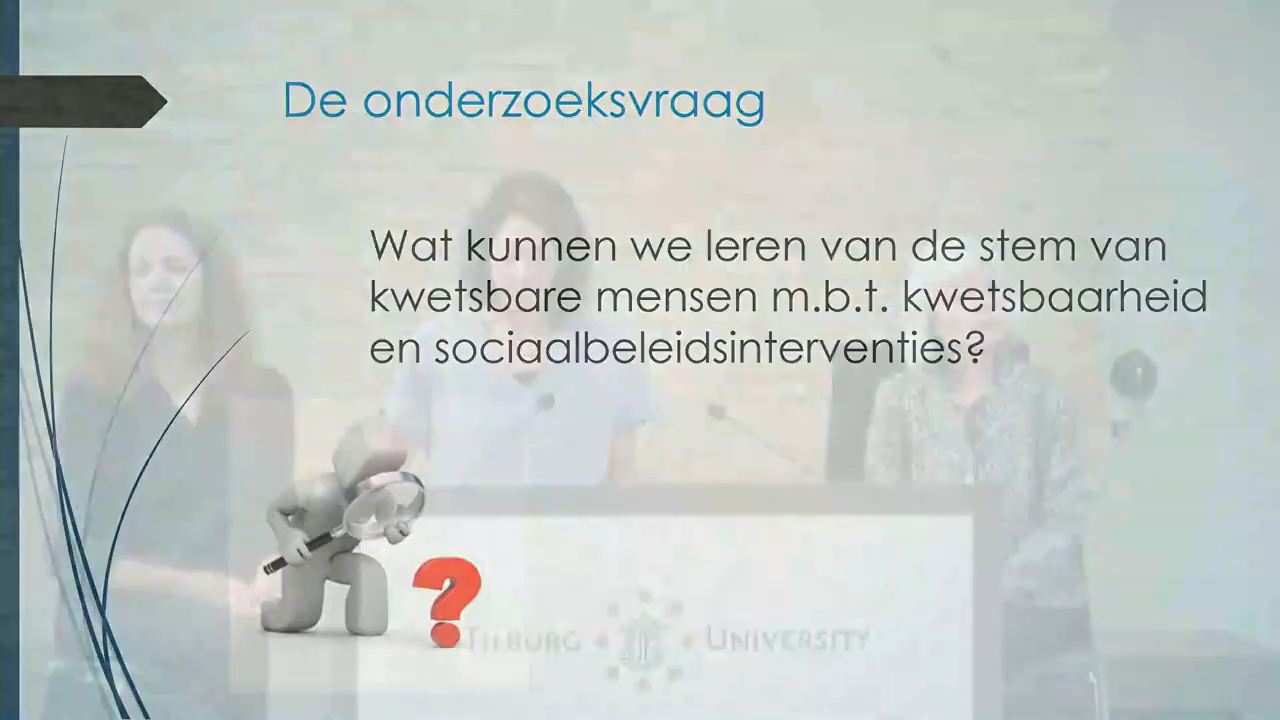 De onderzoeksvraag
Wat kunnen we leren van de stem van
kwetsbare mensen m.b.t. kwetsbaarheid
en sociaalbeleidsinterventies?
?
TILBURG UNIVERSITY